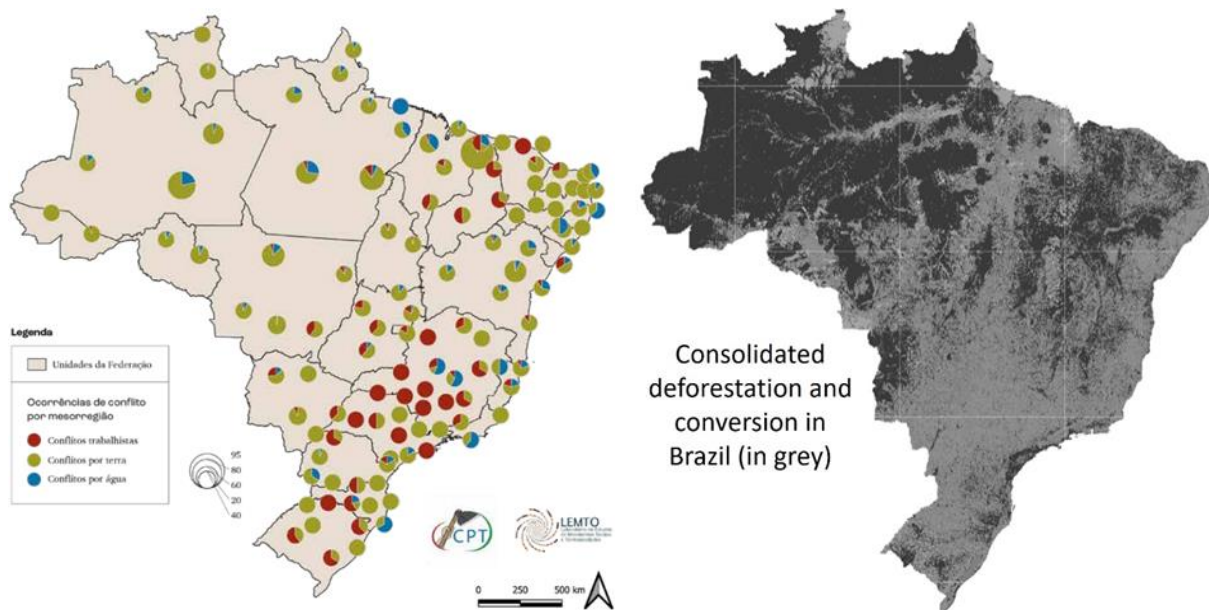 Legenda
Unidades da Federação
Ocorrências de conflito
por mesorregião
Conflitos trabalhistas
Conflitos por terra
Conflitos por água
95
80
60
20
40
CPT
LEMTO
0 250 500 km
Consolidated
deforestation and
conversion in
Brazil (in grey)